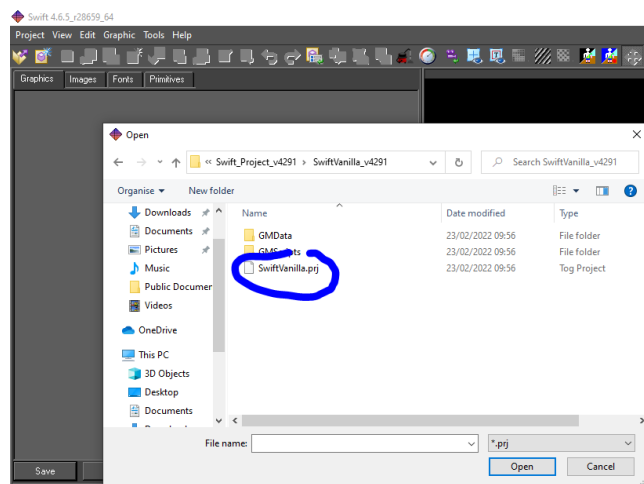 Swift 4.6.5_r28659_64
Project View Edit Graphic Tools Help
Graphics Images Fonts Primitives
Open
« Swift_Project_v4291 › SwiftVanilla_v4291
Search SwiftVanilla_v4291
Organise New folder
Name Date modified Type
Downloads
Documents
Pictures
Music
Public Documer
Videos
OneDrive
This PC
3D Objects
Desktop
Documents
GMData 23/02/2022 09:56 File folder
GMScripts 23/02/2022 09:56 File folder
SwiftVanilla.prj 23/02/2022 09:56 Tog Project
File name:
*.prj
Open Cancel
Save